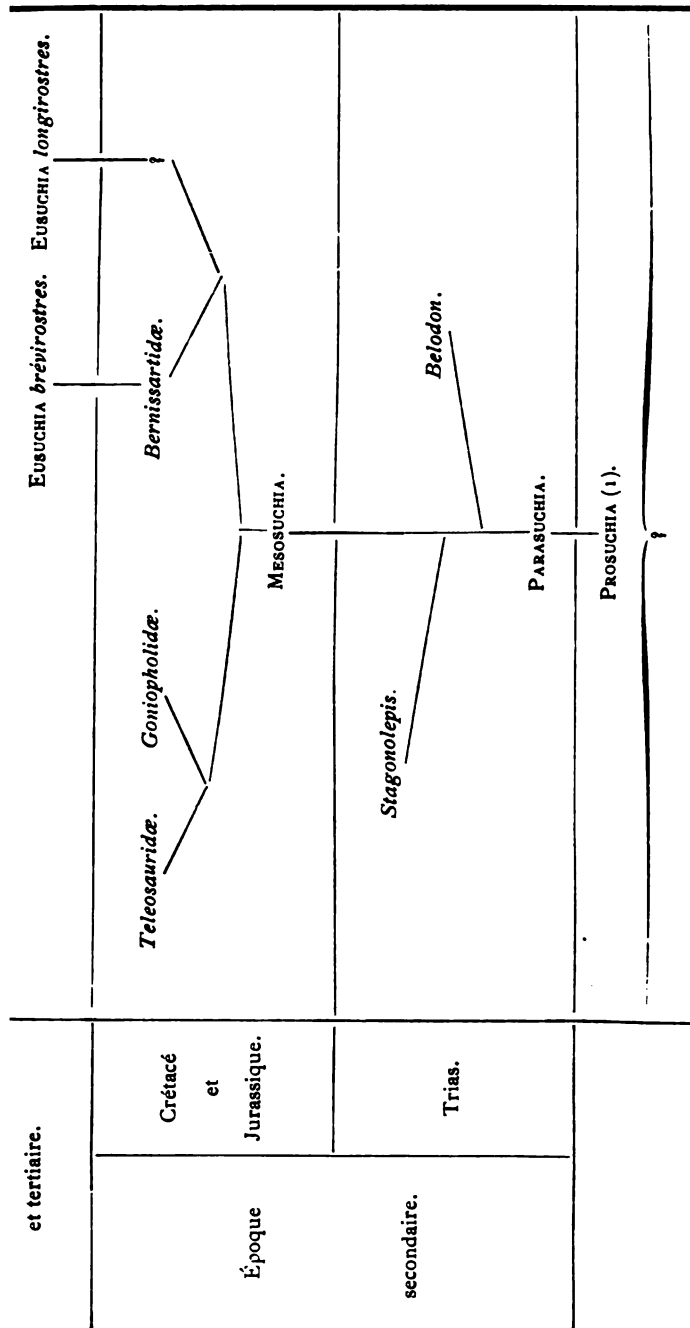 et tertiaire.
EUSUCHIA brévirostres. EUSUCHIA longirostres.
Époque
secondaire.
Crétacé
et
Jurassique.
Teleosauridæ.
Goniopholidæ.
Bernissartidæ.
?
MESOSUCHIA.
Trias.
Stagonolepis.
Belodon.
PARASUCHIA.
PROSUCHIA (1).
?